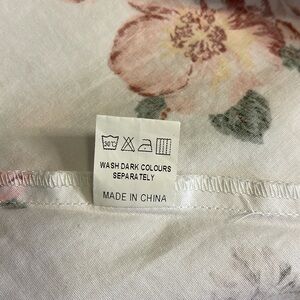 30°C
WASH DARK COLOURS
SEPARATELY
MADE IN CHINA